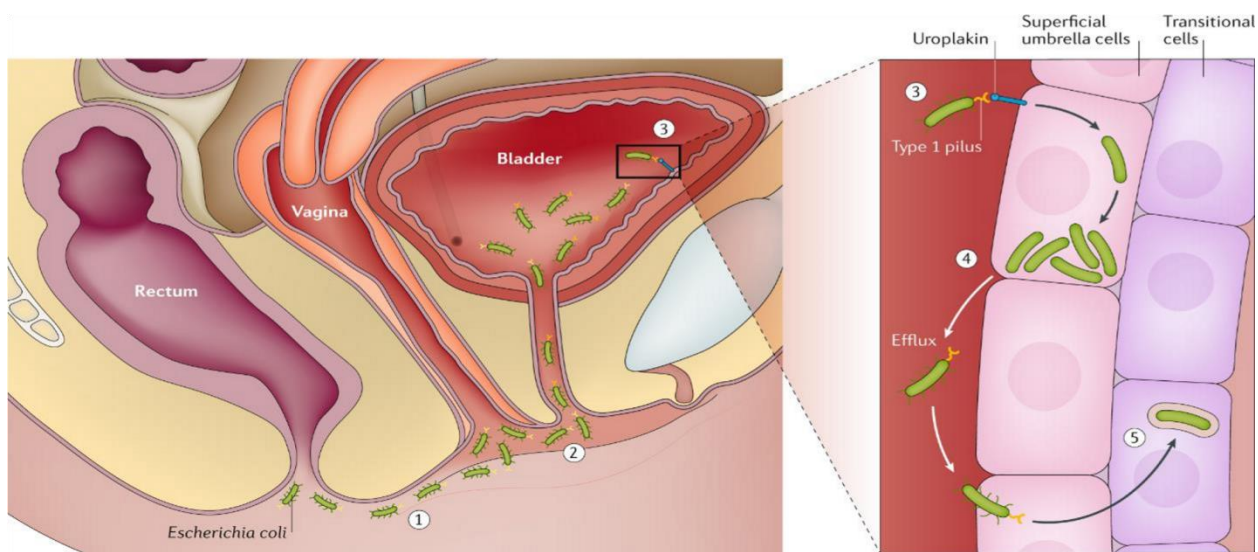 Uroplakin
Superficial
umbrella cells
Transitional
cells
3
Type 1 pilus
3
Bladder
Vagina
Rectum
4
Efflux
5
2
1
Escherichia coli